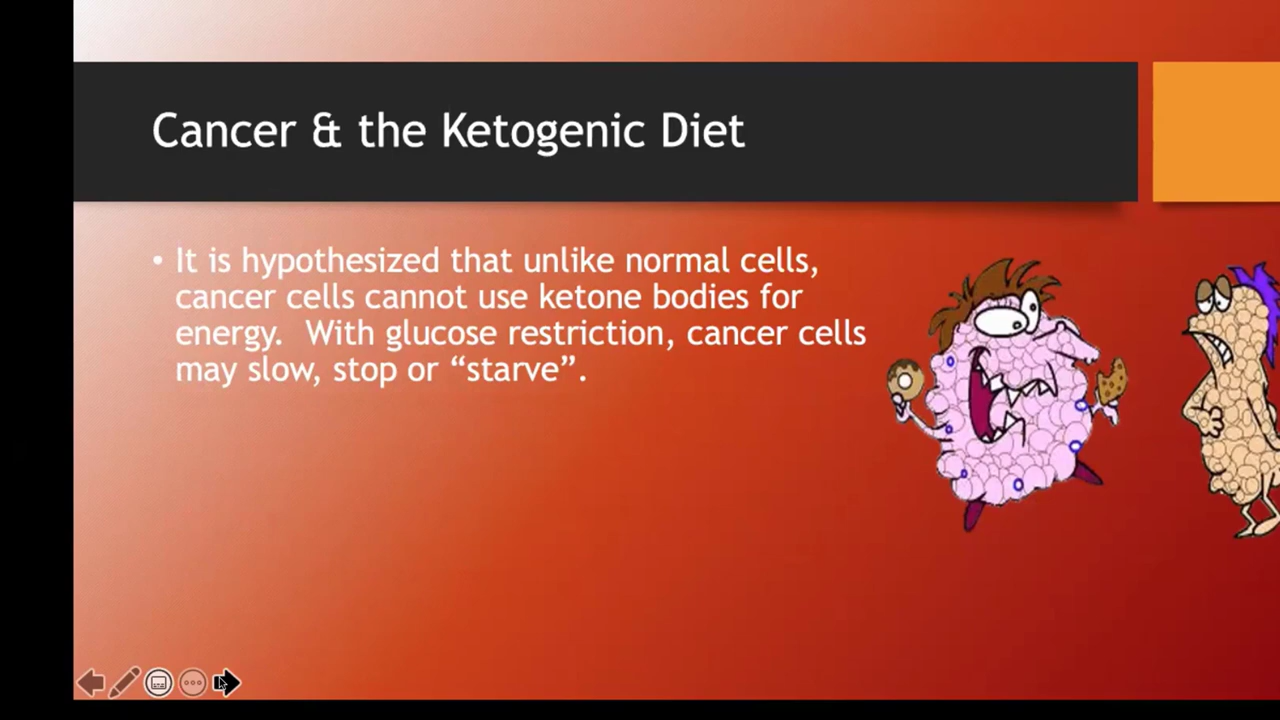 Cancer & the Ketogenic Diet
• It is hypothesized that unlike normal cells,
cancer cells cannot use ketone bodies for
energy.  With glucose restriction, cancer cells
may slow, stop or “starve”.